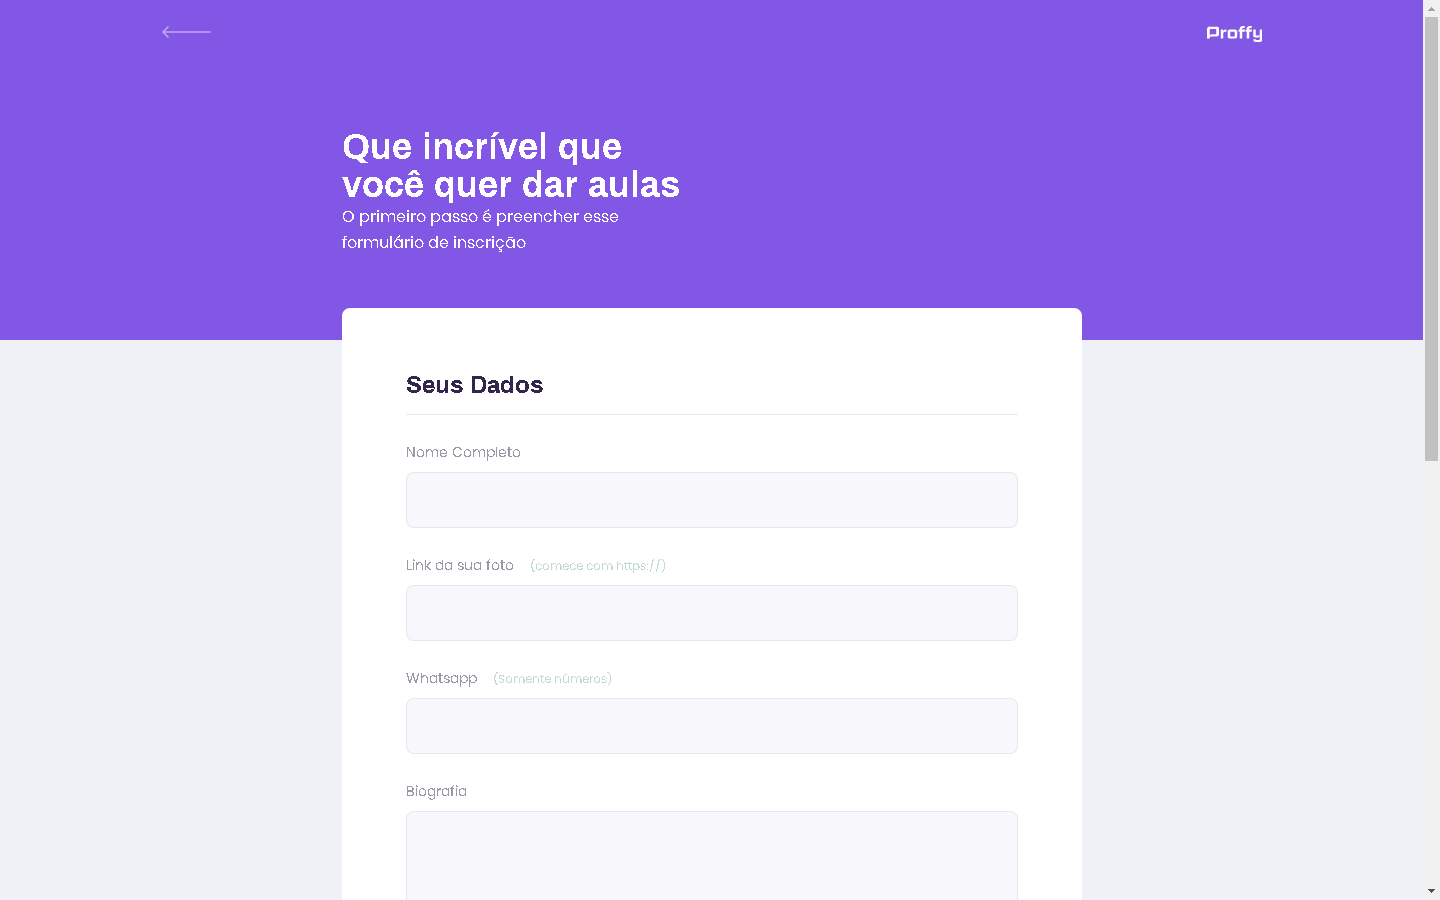 Proffy
Que incrível que
você quer dar aulas
O primeiro passo é preencher esse
formulário de inscrição
Seus Dados
Nome Completo
Link da sua foto (comece com https://)
Whatsapp (Somente números)
Biografia